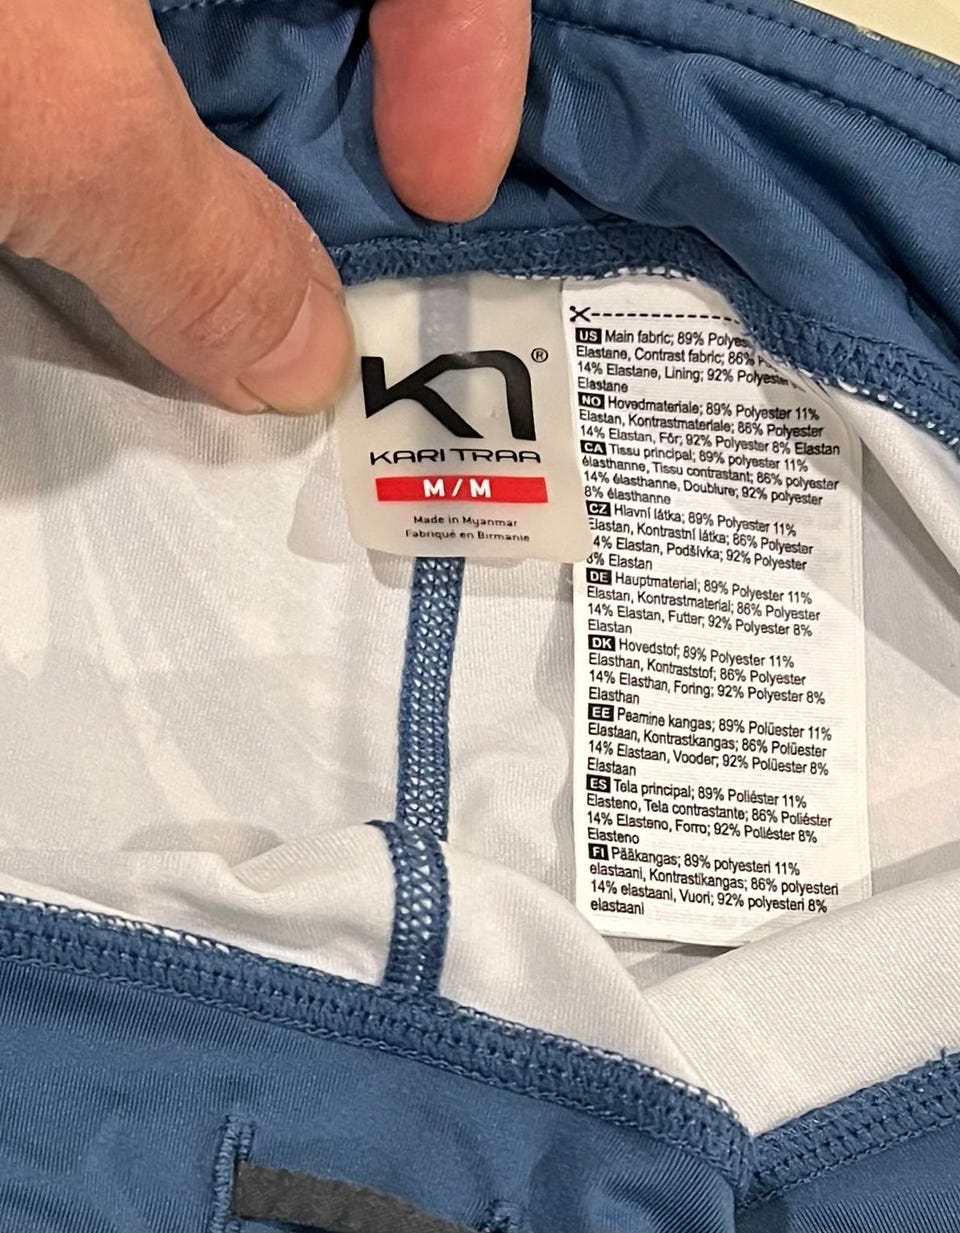 ®
KARI TRAA
M/M
Made in Myanmar
Fabriqué en Birmanie
US Main fabric; 89%
Elastane, Contrast fabric; 86%
14% Elastane, Lining; 92% Polyester
Elastane
NO Hovedmateriale; 89% Polyester 11%
Elastan, Kontrastmateriale; 86% Polyester
14% Elastan, Fôr; 92% Polyester 8% Elastan
CA Tissu principal; 89% polyester 11%
élasthanne, Tissu contrastant; 86% polyester
14% élasthanne, Doublure; 92% polyester
8% élasthanne
CZ Hlavní látka; 89% Polyester 11%
Elastan, Kontrastní látka; 86% Polyester
4% Elastan, Podšívka; 92% Polyester
8% Elastan
DE Hauptmaterial; 89% Polyester 11%
Elastan, Kontrastmaterial; 86% Polyester
14% Elastan, Futter; 92% Polyester 8%
Elastan
DK Hovedstof; 89% Polyester 11%
Elasthan, Kontraststof; 86% Polyester
14% Elasthan, Foring; 92% Polyester 8%
Elasthan
EE Peamine kangas; 89% Polüester 11%
Elastaan, Kontrastkangas; 86% Polüester
14% Elastaan, Vooder; 92% Polüester 8%
Elastaan
ES Tela principal; 89% Poliéster 11%
Elasteno, Tela contrastante; 86% Poliéster
14% Elasteno, Forro; 92% Poliéster 8%
Elasteno
FI Pääkangas; 89% polyesteri 11%
elastaani, Kontrastikangas; 86% polyesteri
14% elastaani, Vuori; 92% polyesteri 8%
elastaani